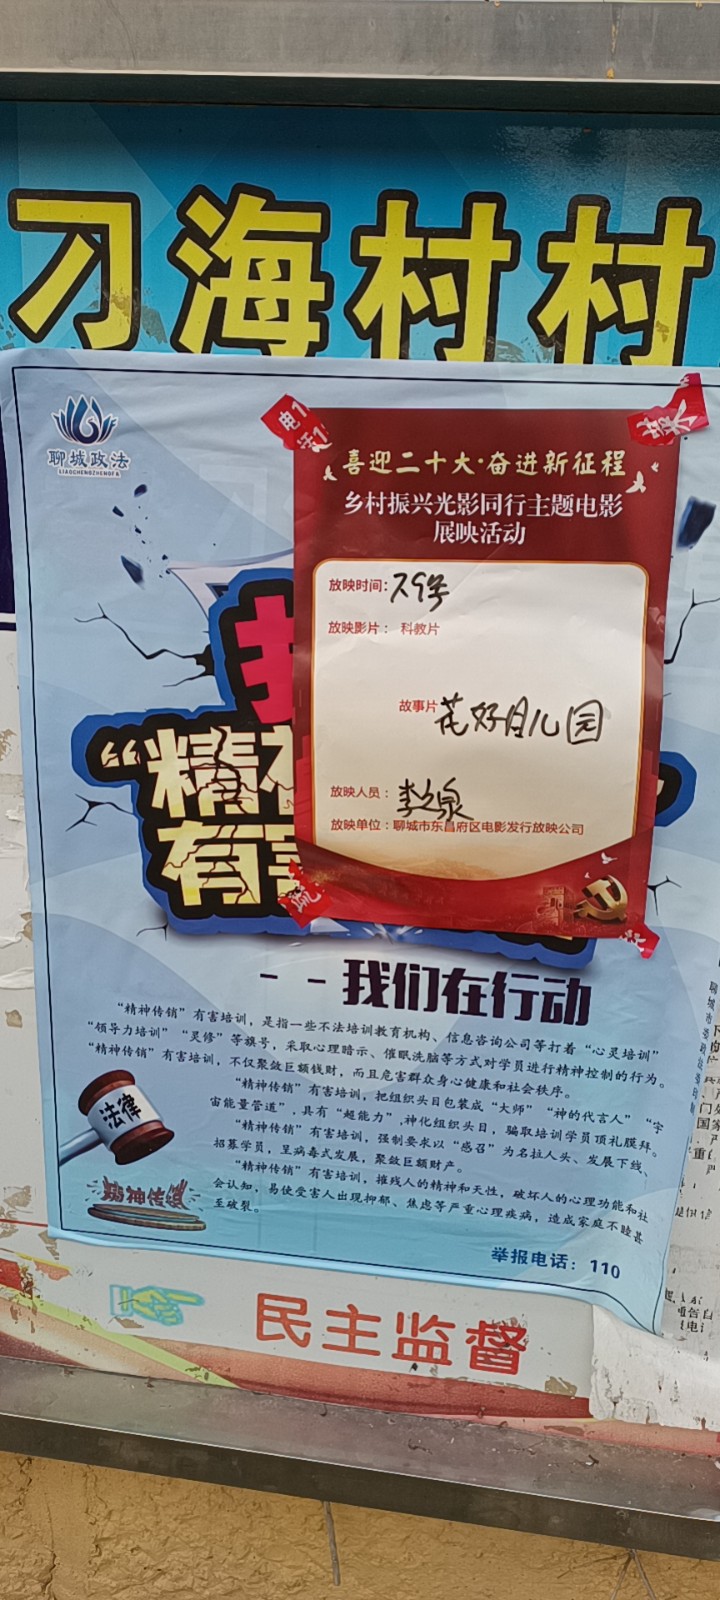 刁海村村
聊城政法
LIAOCHENGZHENGFA
喜迎二十大·奋进新征程
乡村振兴光影同行主题电影
展映活动
放映时间：29号
放映影片： 科教片
故事片 花好月儿园
放映人员：
放映单位：聊城市东昌府区电影发行放映公司
“精神
有害
--我们在行动
“精神传销”有害培训，是指一些不法培训教育机构、信息咨询公司等打着“心灵培训”
“领导力培训”“灵修”等旗号，采取心理暗示、催眠洗脑等方式对学员进行精神控制的行为。
“精神传销”有害培训，不仅聚敛巨额钱财，而且危害群众身心健康和社会秩序。
“精神传销”有害培训，把组织头目包装成“大师”“神的代言人”“宇
宙能量管道”，具有“超能力”，神化组织头目，骗取培训学员顶礼膜拜。
“精神传销”有害培训，强制要求以“感召”为名拉人头、发展下线、
招募学员，呈病毒式发展，聚敛巨额财产。
“精神传销”有害培训，摧残人的精神和天性，破坏人的心理功能和社
会认知，易使受害人出现抑郁、焦虑等严重心理疾病，造成家庭不睦甚
至破裂。
法律
精神传销
举报电话：110
民主监督